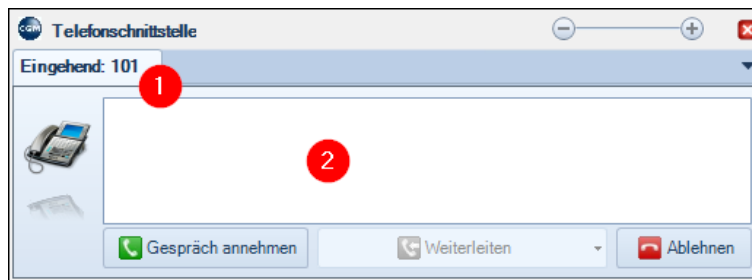 CGM Telefonschnittstelle
Eingehend: 101
1
2
Gespräch annehmen Weiterleiten Ablehnen